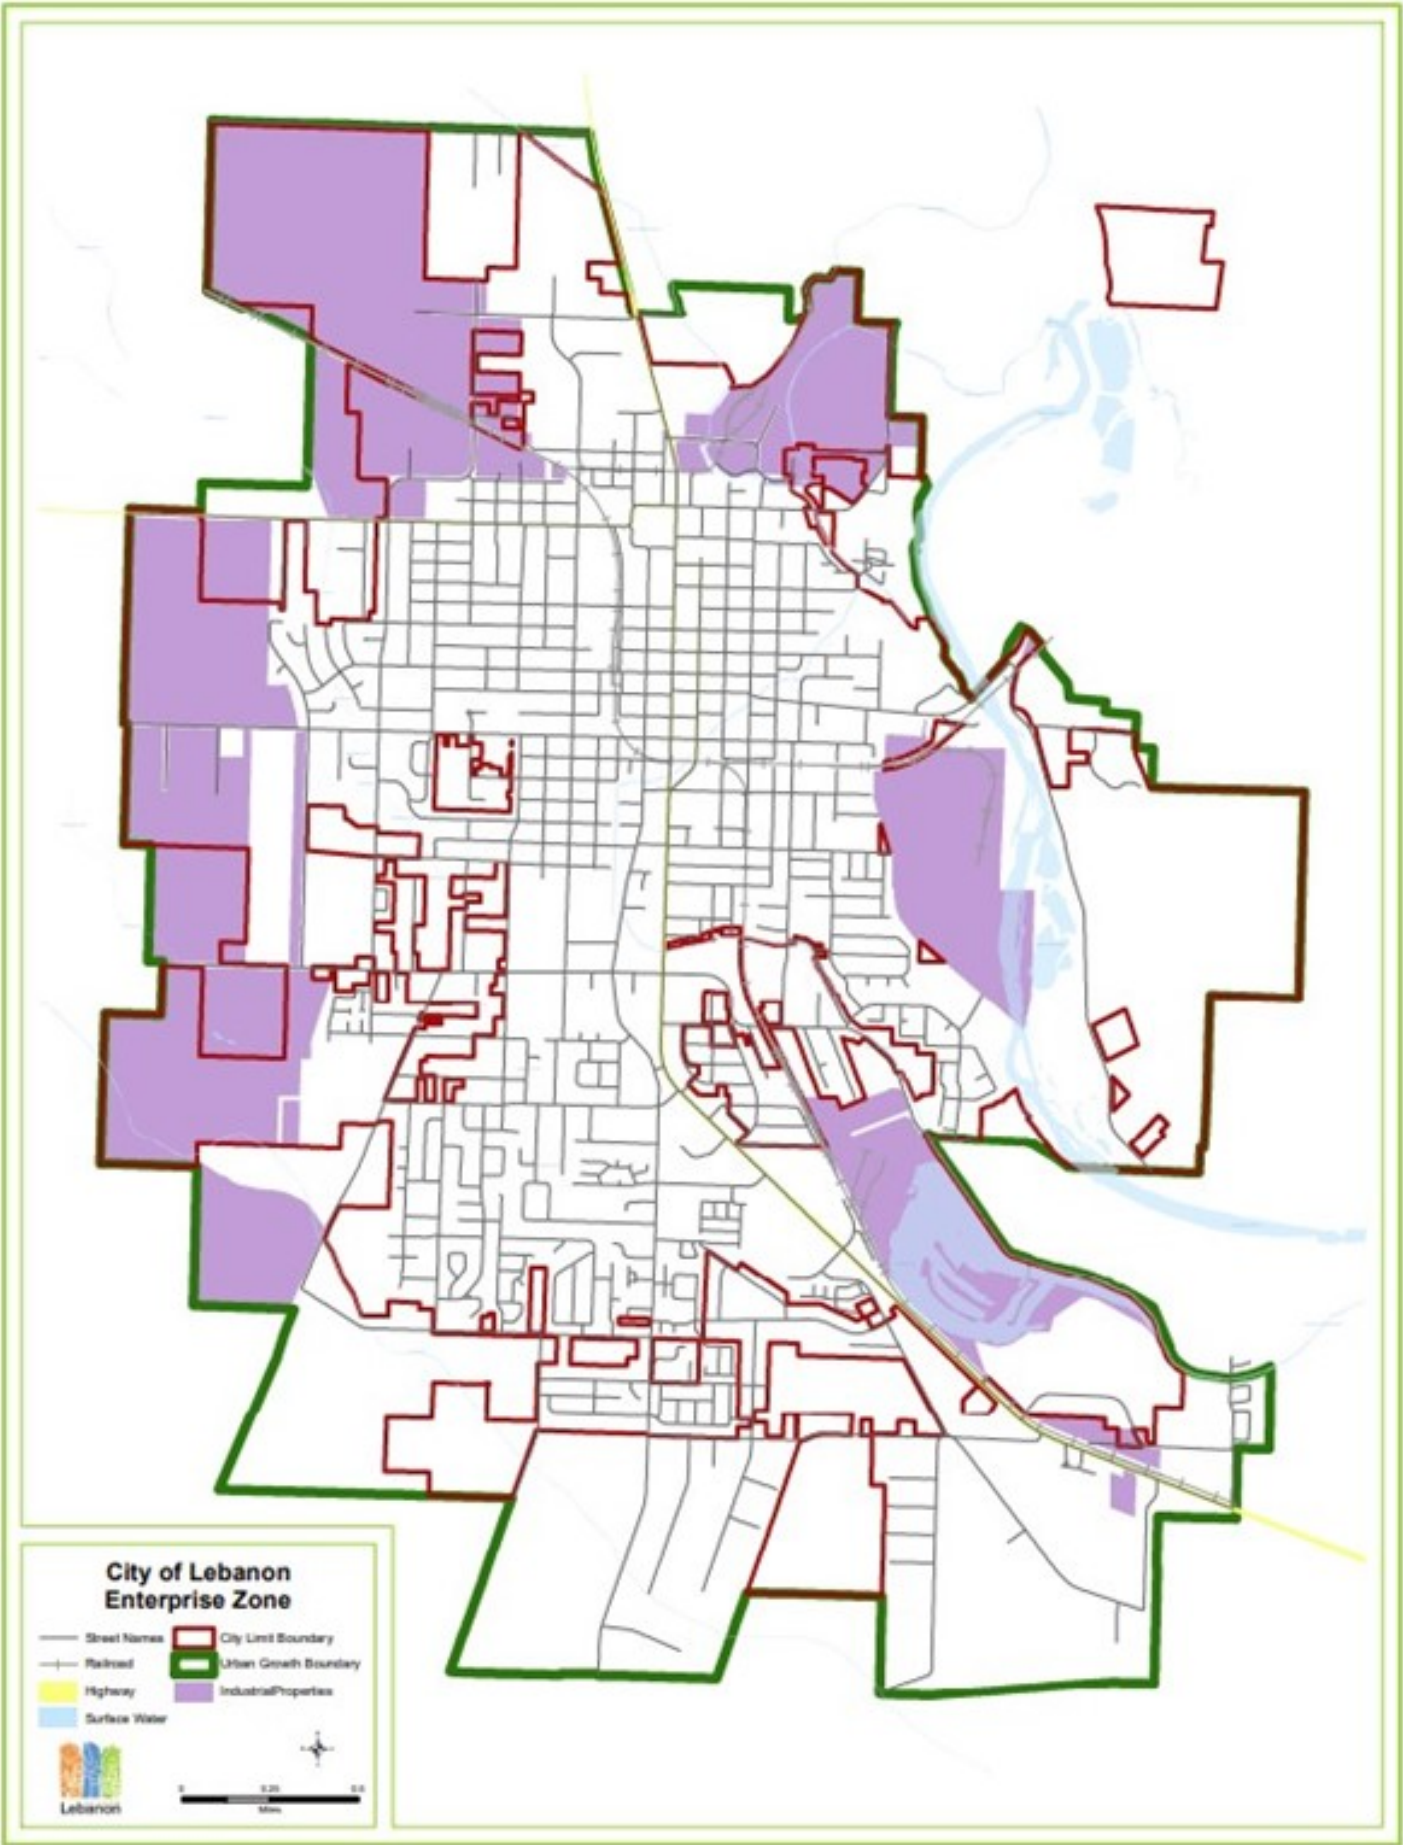 City of Lebanon
Enterprise Zone
Street Names
City Limit Boundary
Railroad
Urban Growth Boundary
Highway
IndustrialProperties
Surface Water
0 0.25 0.5
Miles
Lebanon